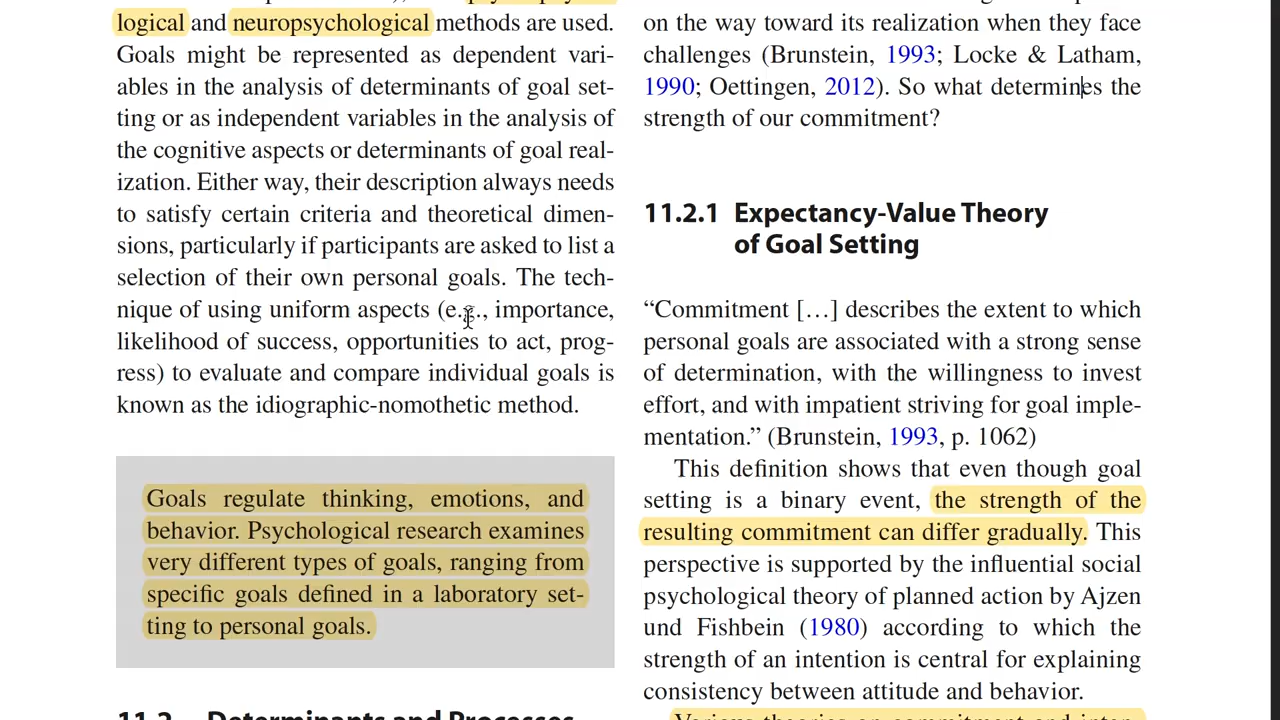 logical and neuropsychological methods are used.
Goals might be represented as dependent vari-
ables in the analysis of determinants of goal set-
ting or as independent variables in the analysis of
the cognitive aspects or determinants of goal real-
ization. Either way, their description always needs
to satisfy certain criteria and theoretical dimen-
sions, particularly if participants are asked to list a
selection of their own personal goals. The tech-
nique of using uniform aspects (e.g., importance,
likelihood of success, opportunities to act, prog-
ress) to evaluate and compare individual goals is
known as the idiographic-nomothetic method.
Goals regulate thinking, emotions, and
behavior. Psychological research examines
very different types of goals, ranging from
specific goals defined in a laboratory set-
ting to personal goals.
11.2 Determinants and Processes
on the way toward its realization when they face
challenges (Brunstein, 1993; Locke & Latham,
1990; Oettingen, 2012). So what determines the
strength of our commitment?
11.2.1 Expectancy-Value Theory
of Goal Setting
“Commitment […] describes the extent to which
personal goals are associated with a strong sense
of determination, with the willingness to invest
effort, and with impatient striving for goal imple-
mentation.” (Brunstein, 1993, p. 1062)
This definition shows that even though goal
setting is a binary event, the strength of the
resulting commitment can differ gradually. This
perspective is supported by the influential social
psychological theory of planned action by Ajzen
und Fishbein (1980) according to which the
strength of an intention is central for explaining
consistency between attitude and behavior.
Various theories on commitment and